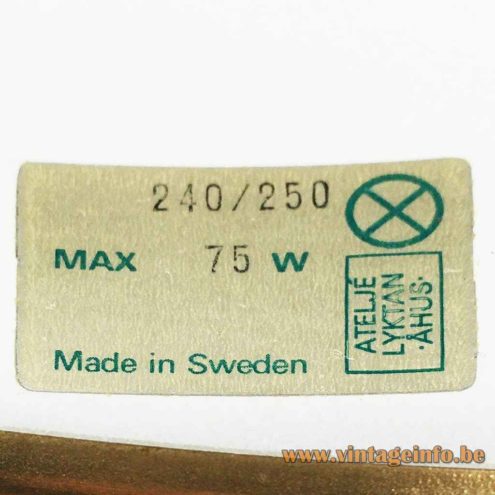 240/250
MAX 75 W
Made in Sweden
ATELJÉ
LYKTAN
·ÅHUS·
www.vintageinfo.be